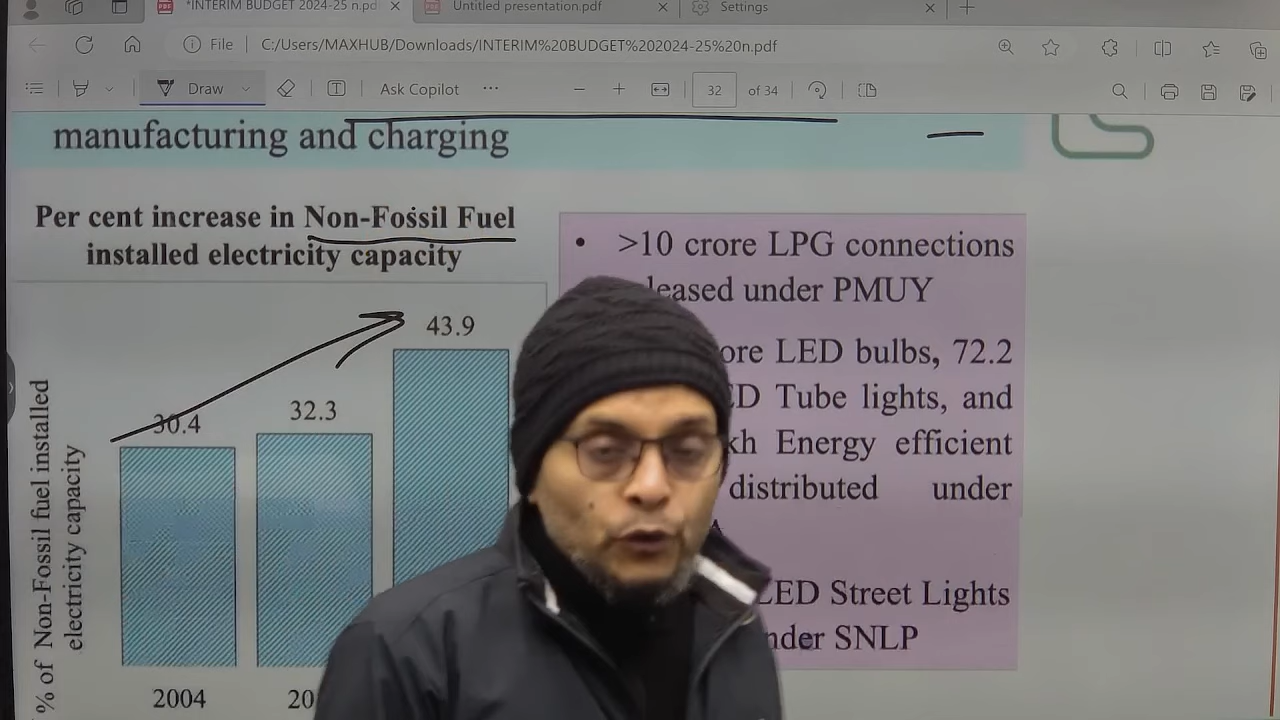 *INTERIM BUDGET 2024-25 n.pd
Untitled presentation.pdf
Settings
File
C:/Users/MAXHUB/Downloads/INTERIM%20BUDGET%202024-25%20n.pdf
Draw
Ask Copilot
32 of 34
manufacturing and charging
Per cent increase in Non-Fossil Fuel
installed electricity capacity
% of Non-Fossil fuel installed
electricity capacity
30.4
32.3
43.9
2004
• >10 crore LPG connections
under PMUY
LED bulbs, 72.2
Tube lights, and
Energy efficient
distributed under
LED Street Lights
SNLP